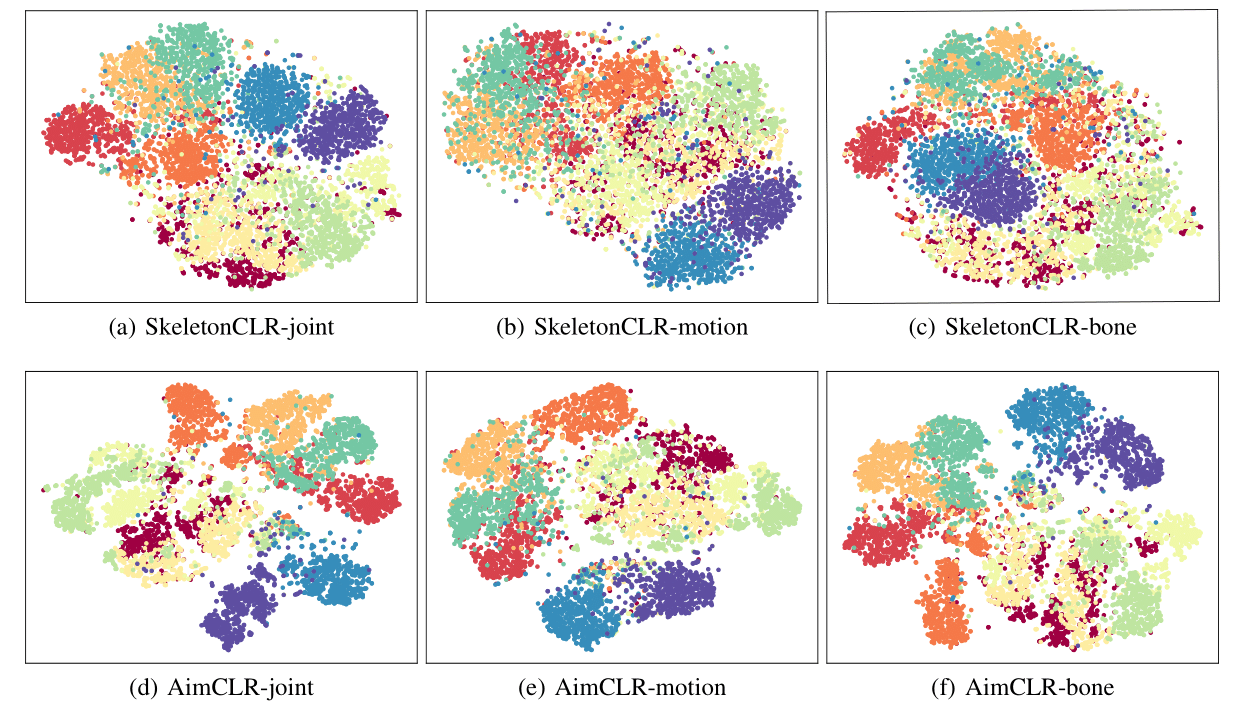 (a) SkeletonCLR-joint
(b) SkeletonCLR-motion
(c) SkeletonCLR-bone
(d) AimCLR-joint
(e) AimCLR-motion
(f) AimCLR-bone